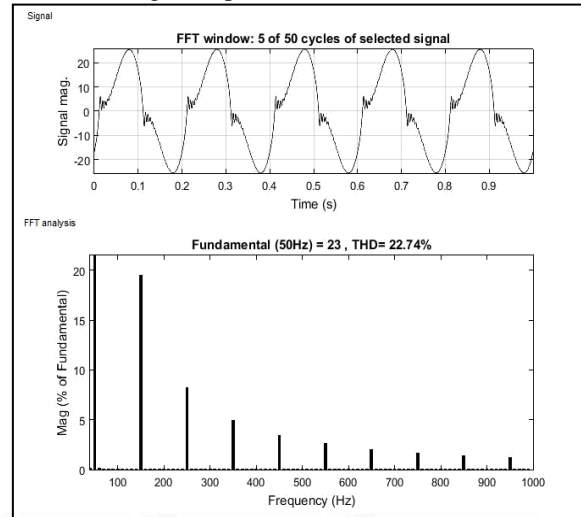 Signal
FFT window: 5 of 50 cycles of selected signal
Signal mag.
20
10
0
-10
-20
0 0.1 0.2 0.3 0.4 0.5 0.6 0.7 0.8 0.9
Time (s)
FFT analysis
Fundamental (50Hz) = 23 , THD= 22.74%
Mag (% of Fundamental)
20
15
10
5
0
100 200 300 400 500 600 700 800 900 1000
Frequency (Hz)